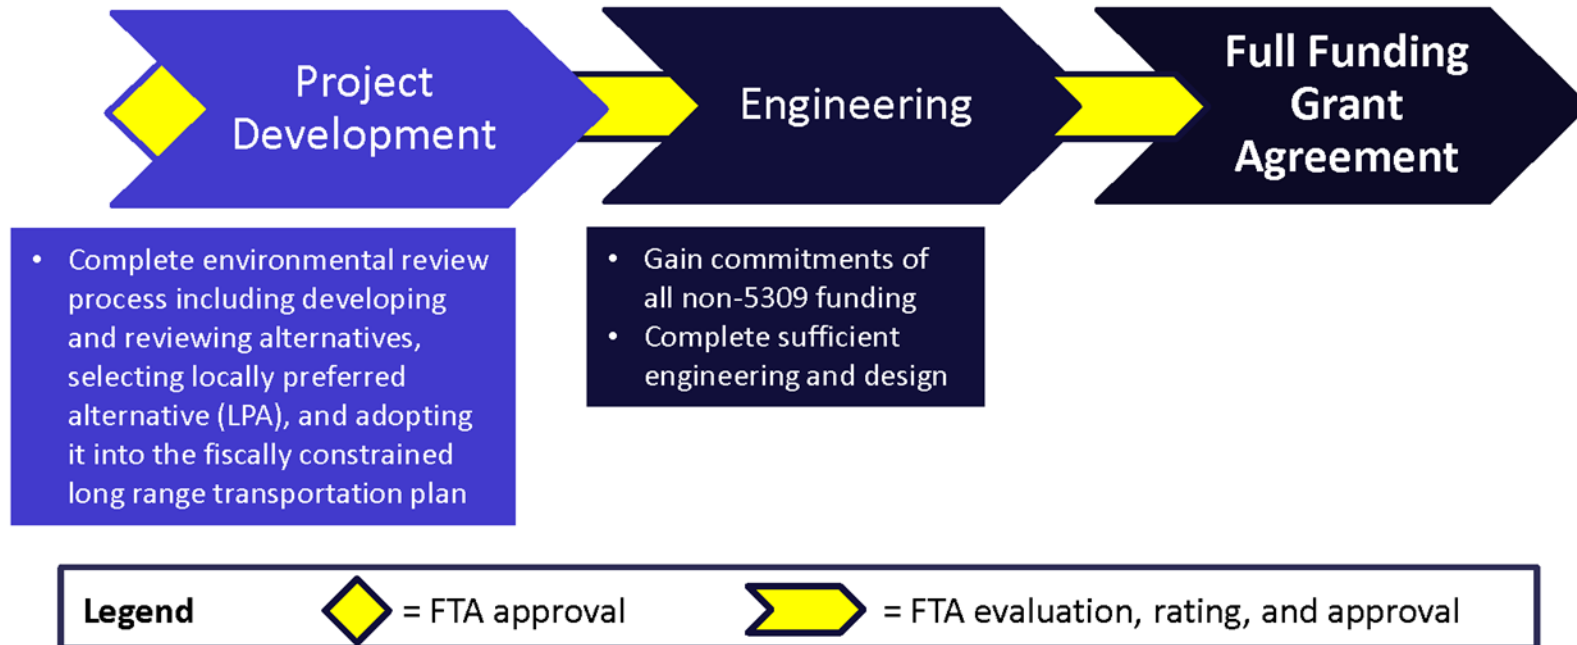 Project
Development
Engineering
Full Funding
Grant
Agreement
• Complete environmental review
process including developing
and reviewing alternatives,
selecting locally preferred
alternative (LPA), and adopting
it into the fiscally constrained
long range transportation plan
• Gain commitments of
all non-5309 funding
• Complete sufficient
engineering and design
Legend = FTA approval = FTA evaluation, rating, and approval